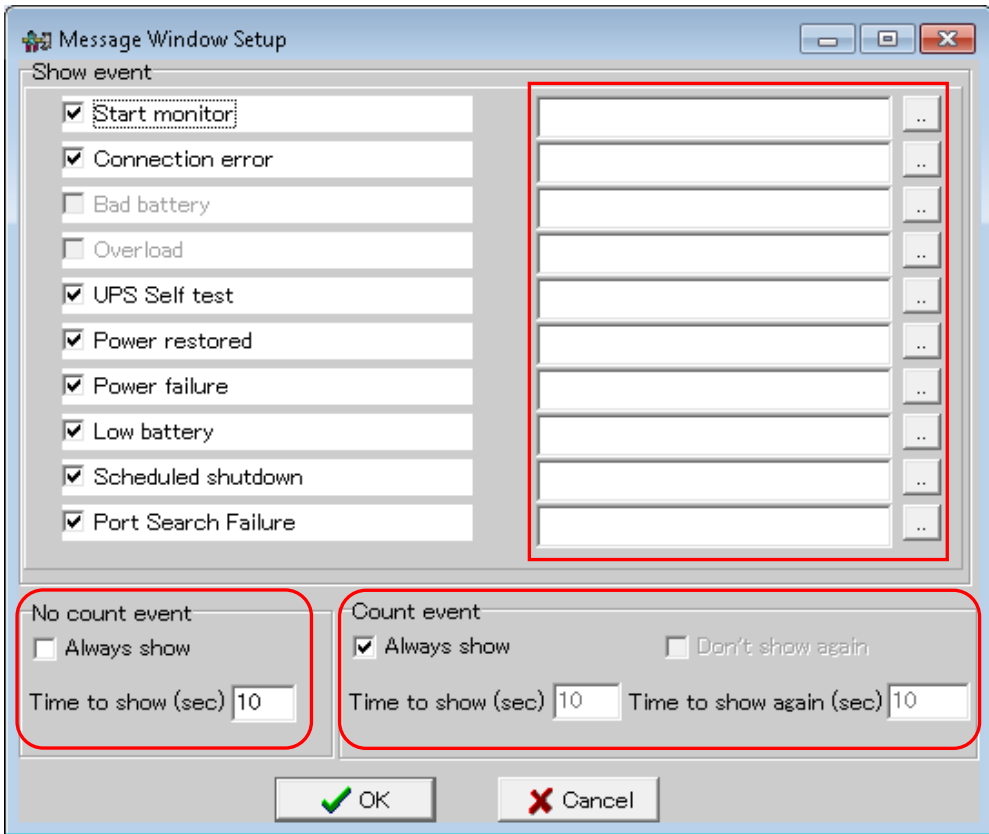 Message Window Setup
Show event
Start monitor ..
Connection error ..
Bad battery ..
Overload ..
UPS Self test ..
Power restored ..
Power failure ..
Low battery ..
Scheduled shutdown ..
Port Search Failure ..
No count event
Always show
Time to show (sec) 10
Count event
Always show Don't show again
Time to show (sec) 10 Time to show again (sec) 10
OK Cancel